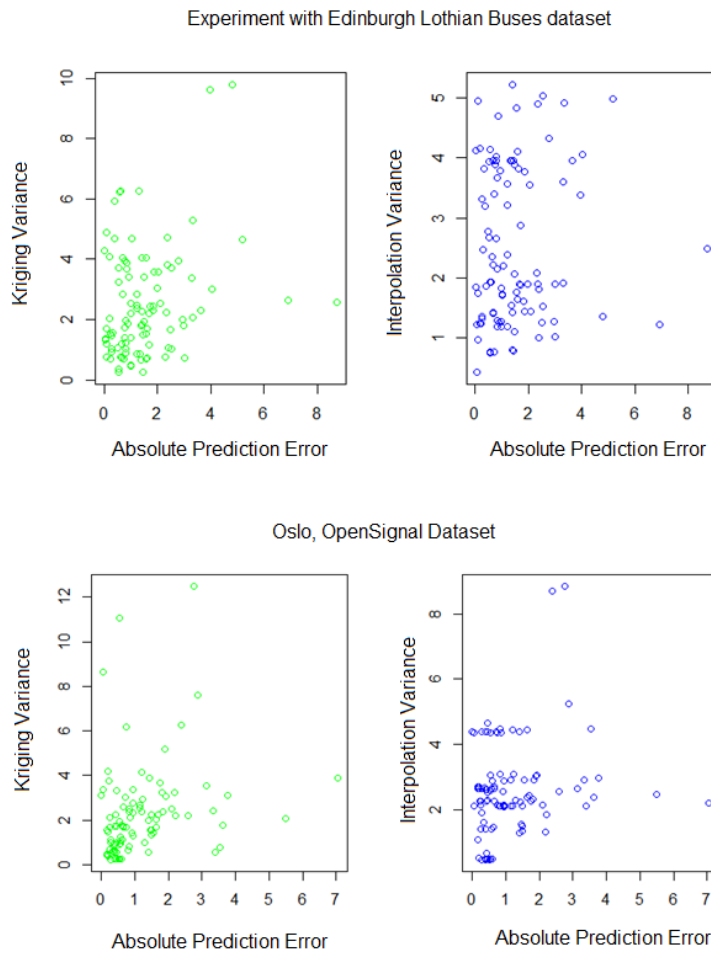 Experiment with Edinburgh Lothian Buses dataset
Kriging Variance
10
8
6
4
2
0
0 2 4 6 8
Absolute Prediction Error
Interpolation Variance
5
4
3
2
1
0 2 4 6 8
Absolute Prediction Error
Oslo, OpenSignal Dataset
Kriging Variance
12
10
8
6
4
2
0
0 1 2 3 4 5 6 7
Absolute Prediction Error
Interpolation Variance
8
6
4
2
0 1 2 3 4 5 6 7
Absolute Prediction Error